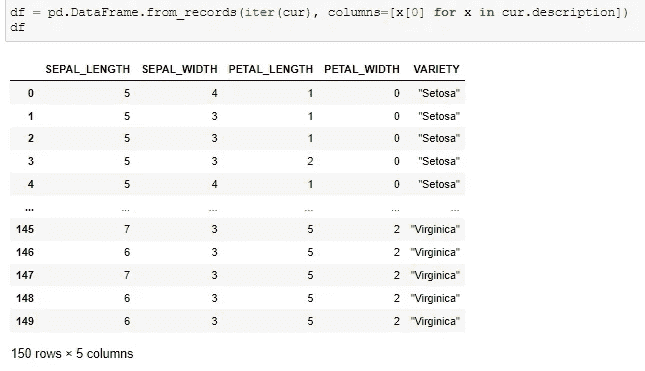 df = pd.DataFrame.from_records(iter(cur), columns=[x[0] for x in cur.description])
df
SEPAL_LENGTH SEPAL_WIDTH PETAL_LENGTH PETAL_WIDTH VARIETY
0 5 4 1 0 "Setosa"
1 5 3 1 0 "Setosa"
2 5 3 1 0 "Setosa"
3 5 3 2 0 "Setosa"
4 5 4 1 0 "Setosa"
... ... ... ... ... ...
145 7 3 5 2 "Virginica"
146 6 3 5 2 "Virginica"
147 7 3 5 2 "Virginica"
148 6 3 5 2 "Virginica"
149 6 3 5 2 "Virginica"
150 rows × 5 columns